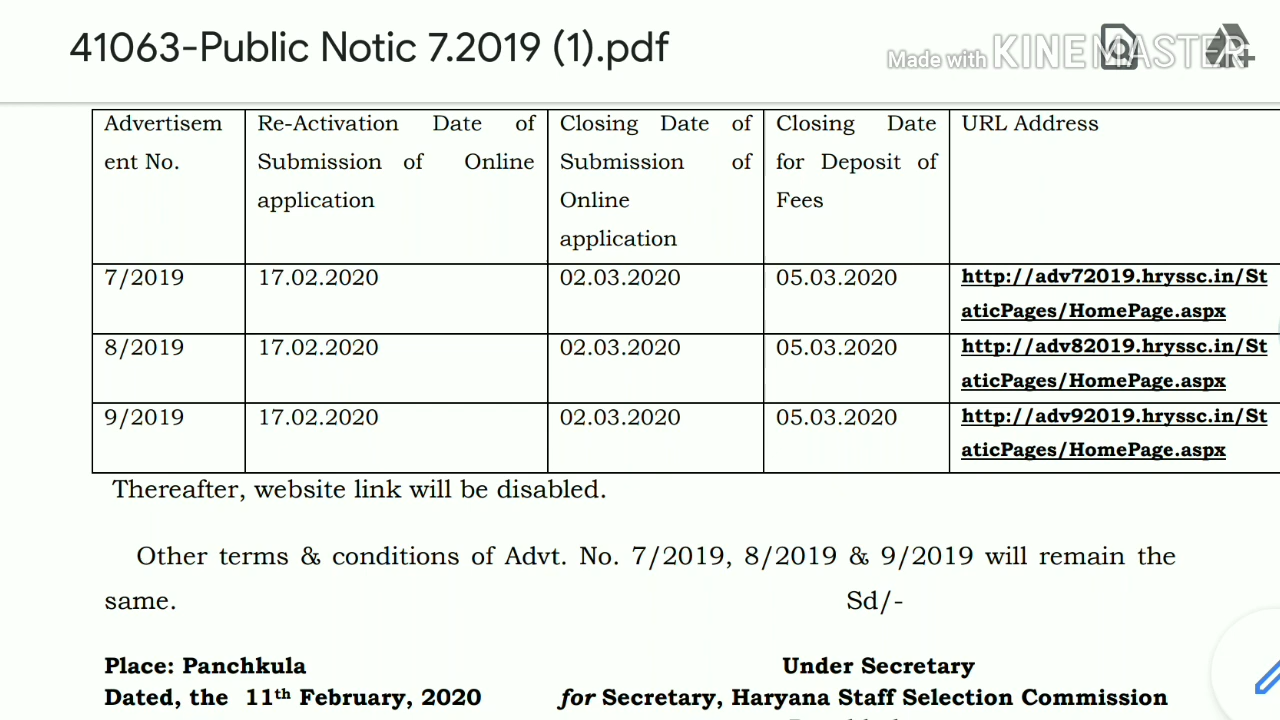 41063-Public Notic 7.2019 (1).pdf
Made with KINEMASTER
Advertisem Re-Activation Date of Closing Date of Closing Date URL Address
ent No. Submission of Online Submission of for Deposit of
application Online Fees
application
7/2019 17.02.2020 02.03.2020 05.03.2020 http://adv72019.hryssc.in/St
aticPages/HomePage.aspx
8/2019 17.02.2020 02.03.2020 05.03.2020 http://adv82019.hryssc.in/St
aticPages/HomePage.aspx
9/2019 17.02.2020 02.03.2020 05.03.2020 http://adv92019.hryssc.in/St
aticPages/HomePage.aspx
Thereafter, website link will be disabled.
Other terms & conditions of Advt. No. 7/2019, 8/2019 & 9/2019 will remain the
same. Sd/-
Place: Panchkula Under Secretary
Dated, the 11th February, 2020 for Secretary, Haryana Staff Selection Commission